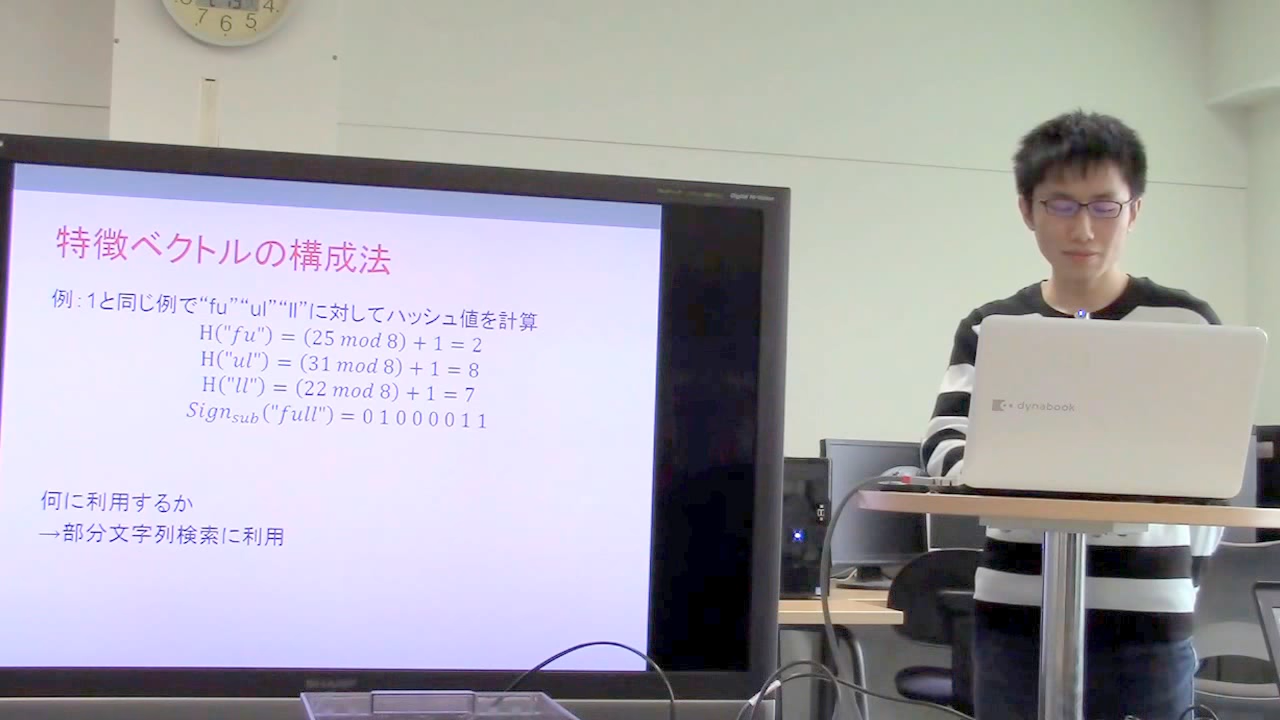 特徴ベクトルの構成法
例：1と同じ例で“fu”“ul”“ll”に対してハッシュ値を計算
H("fu") = (25 mod 8) + 1 = 2
H("ul") = (31 mod 8) + 1 = 8
H("ll") = (22 mod 8) + 1 = 7
Sign_sub("full") = 0 1 0 0 0 0 1 1
何に利用するか
→部分文字列検索に利用
dynabook
SHARP
7 6 5 4